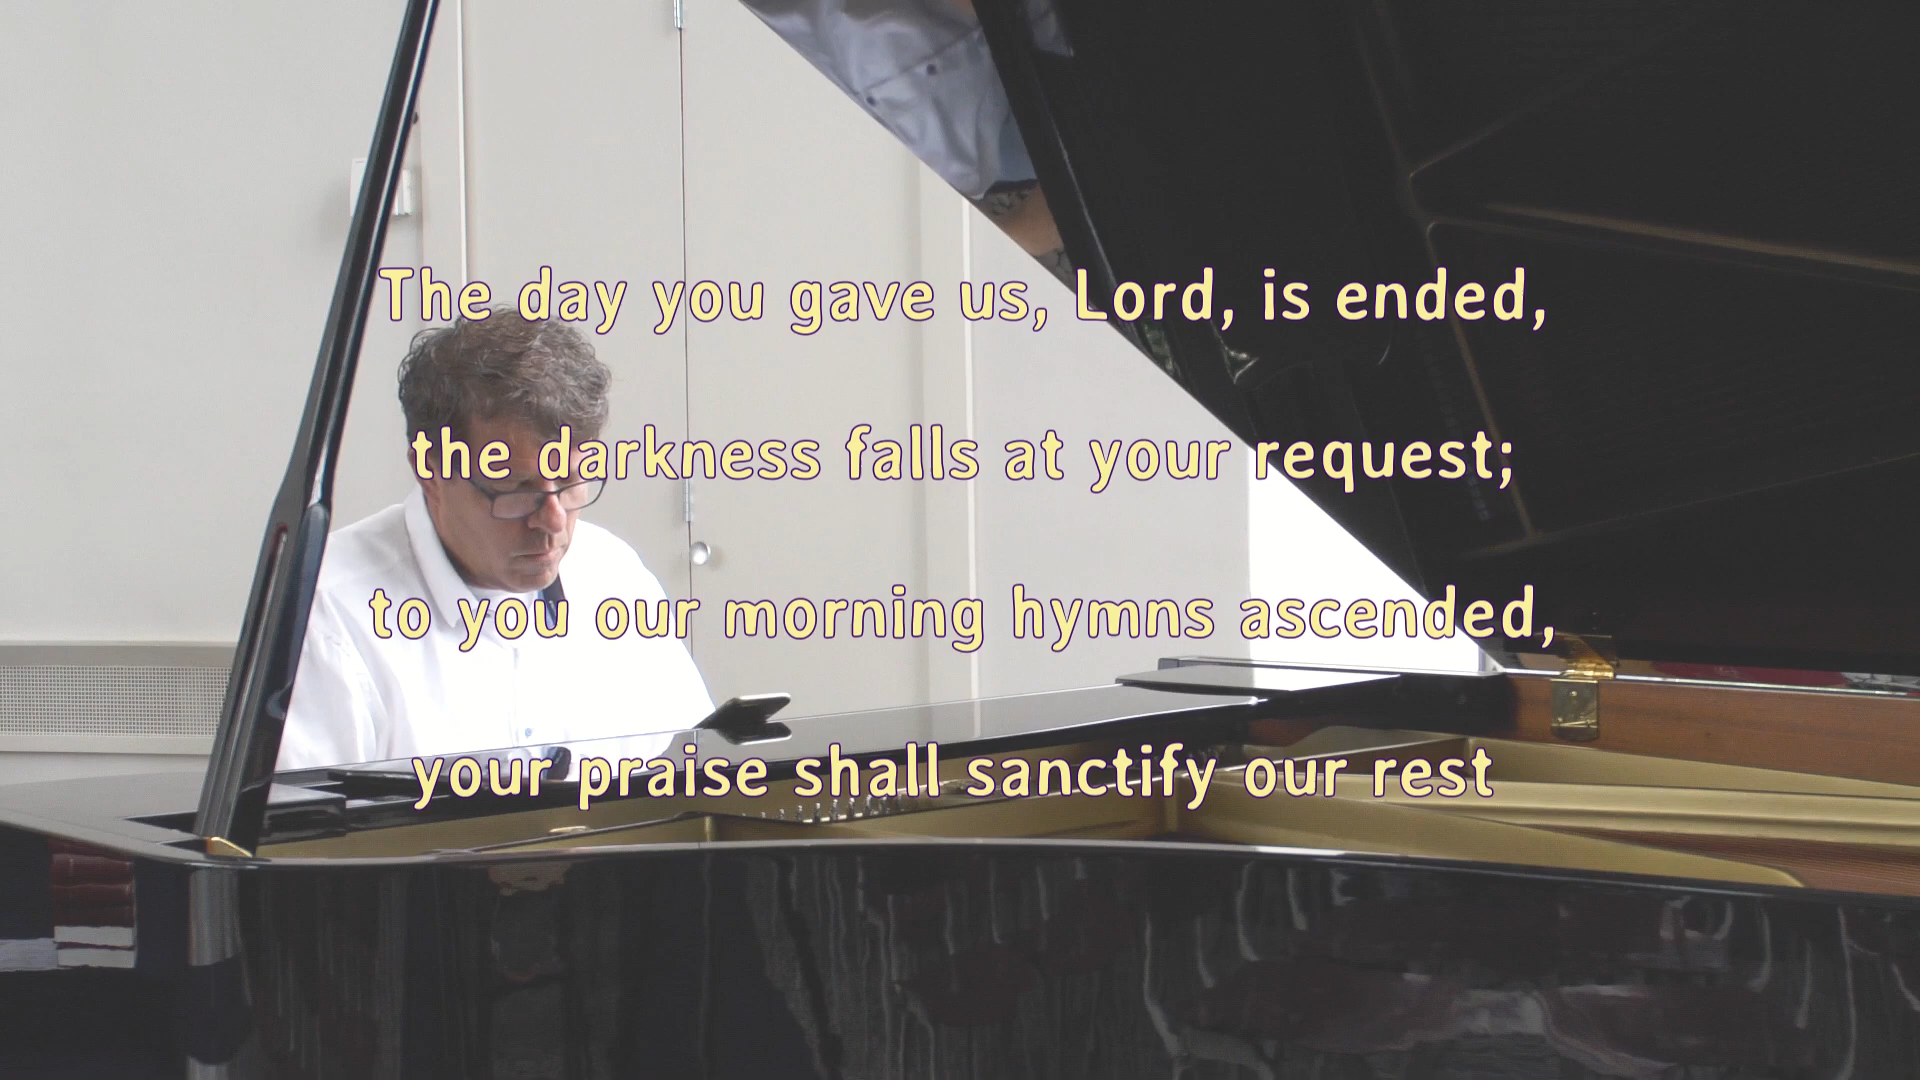 The day you gave us, Lord, is ended,
the darkness falls at your request;
to you our morning hymns ascended,
your praise shall sanctify our rest